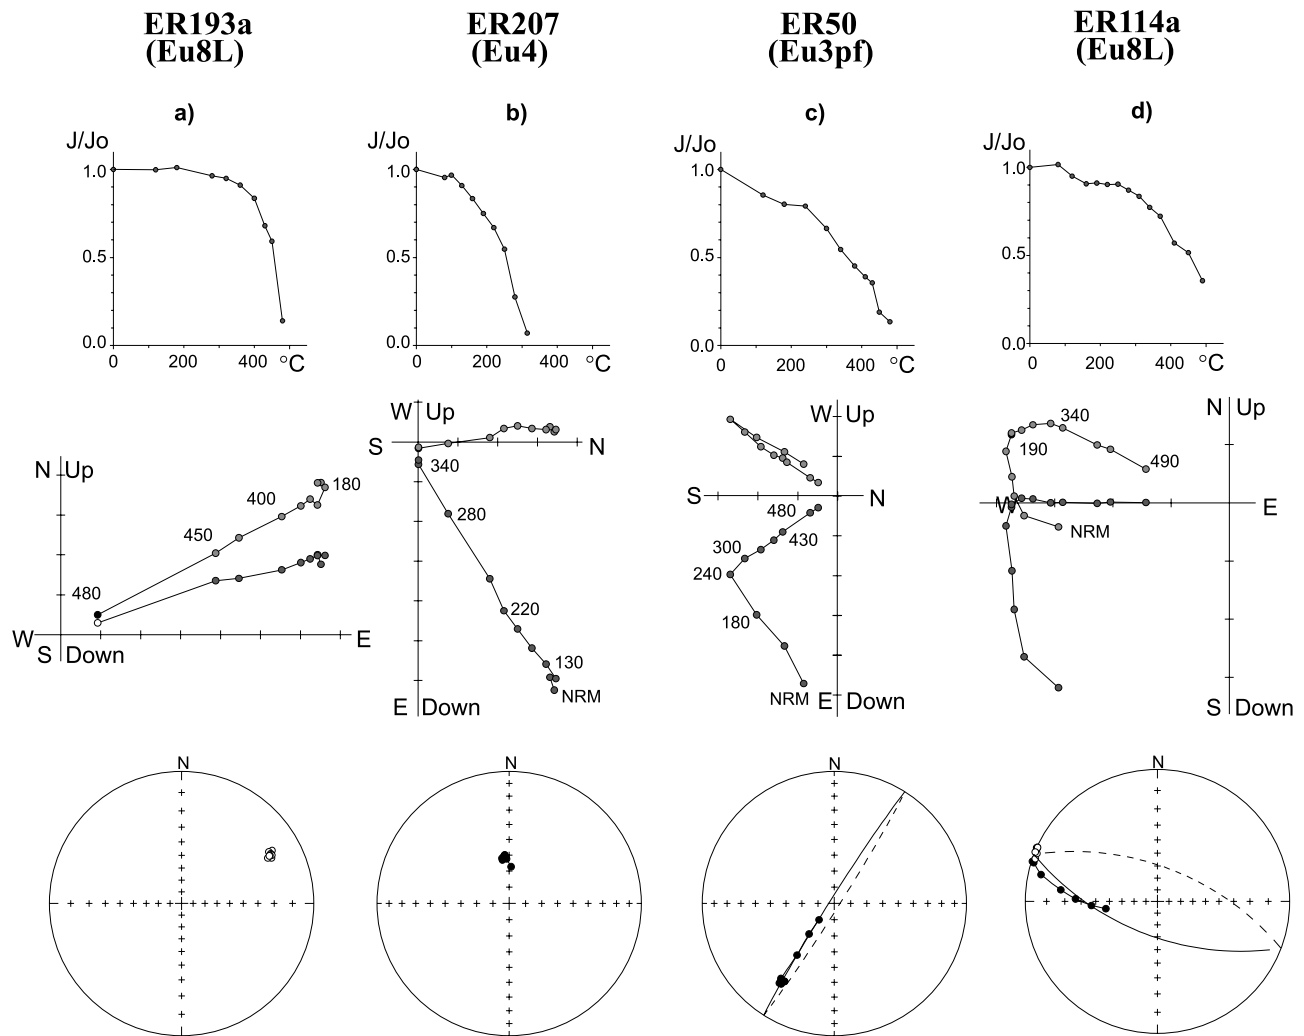 ER193a
(Eu8L)
ER207
(Eu4)
ER50
(Eu3pf)
ER114a
(Eu8L)
a)
b)
c)
d)
J/Jo
1.0
0.5
0.0
0 200 400 °C
J/Jo
1.0
0.5
0.0
0 200 400 °C
J/Jo
1.0
0.5
0.0
0 200 400 °C
J/Jo
1.0
0.5
0.0
0 200 400 °C
N Up
180
400
450
480
W E
S Down
W Up
S N
340
280
220
130
NRM
E Down
W Up
S N
480
430
300
240
180
NRM E Down
N Up
340
190
490
W E
NRM
S Down
N
N
N
N